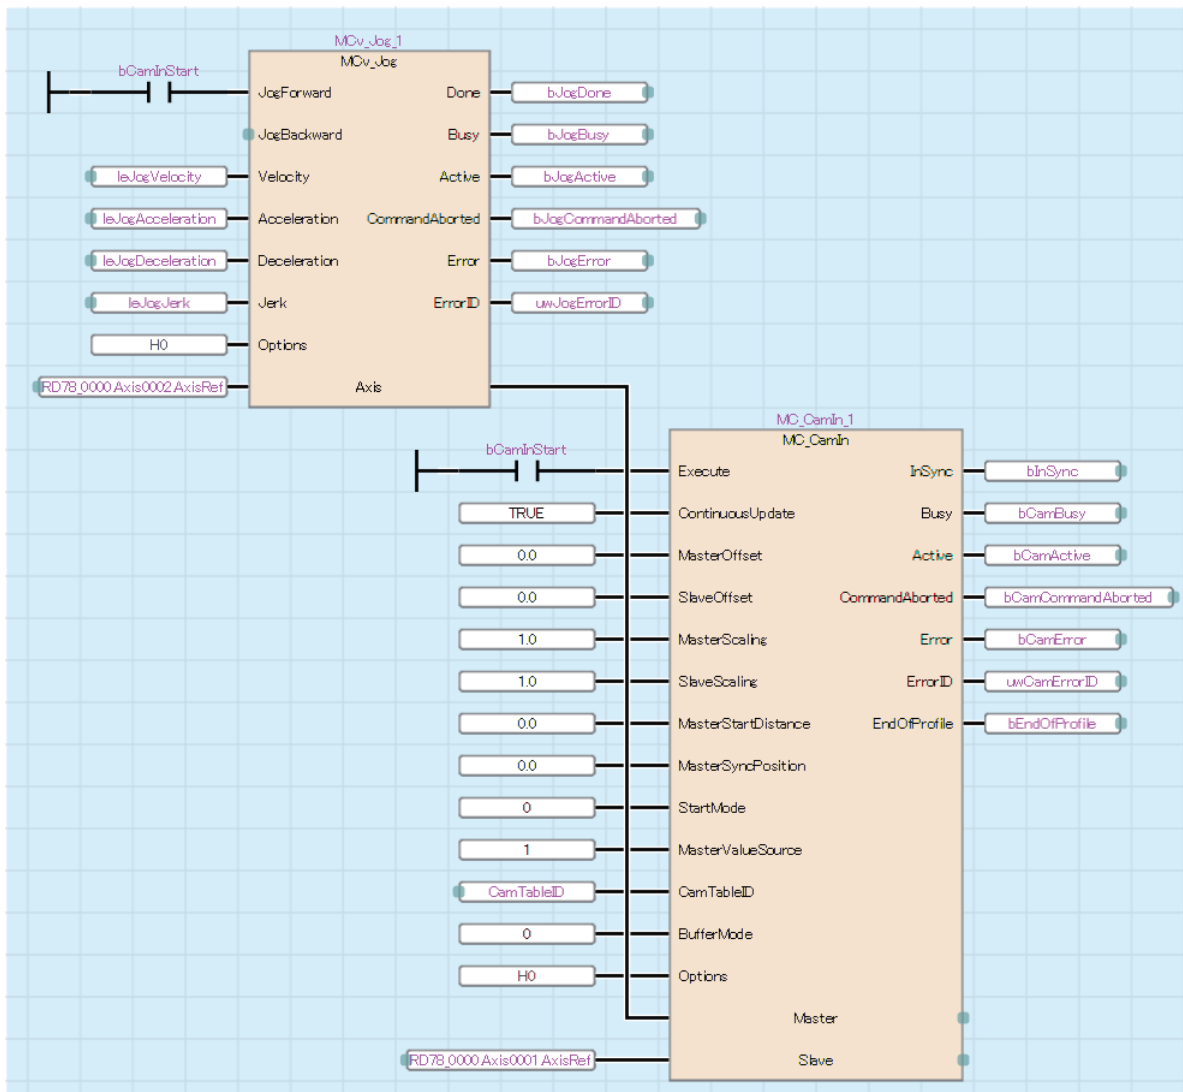 MCv_Jog_1
MCv_Jog
bCamInStart
JogForward Done bJogDone
JogBackward Busy bJogBusy
leJogVelocity Velocity Active bJogActive
leJogAcceleration Acceleration CommandAborted bJogCommandAborted
leJogDeceleration Deceleration Error bJogError
leJogJerk Jerk ErrorID uwJogErrorID
H0 Options
RD78_0000.Axis0002.AxisRef Axis
MC_CamIn_1
MC_CamIn
bCamInStart
Execute InSync bInSync
TRUE ContinuousUpdate Busy bCamBusy
0.0 MasterOffset Active bCamActive
0.0 SlaveOffset CommandAborted bCamCommandAborted
1.0 MasterScaling Error bCamError
1.0 SlaveScaling ErrorID uwCamErrorID
0.0 MasterStartDistance EndOfProfile bEndOfProfile
0.0 MasterSyncPosition
0 StartMode
1 MasterValueSource
CamTableID CamTableID
0 BufferMode
H0 Options
Master
RD78_0000.Axis0001.AxisRef Slave